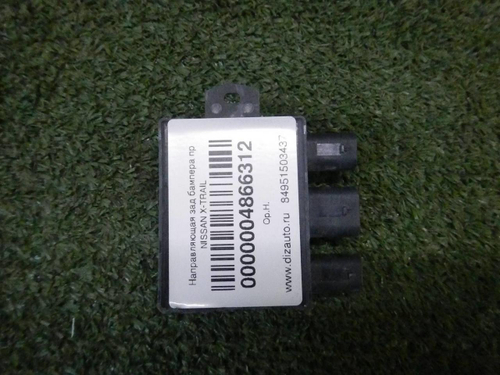 Направляющая зад бампера пр
NISSAN X-TRAIL
0000004866312
Ор.Н.
www.dizauto.ru 84951503437